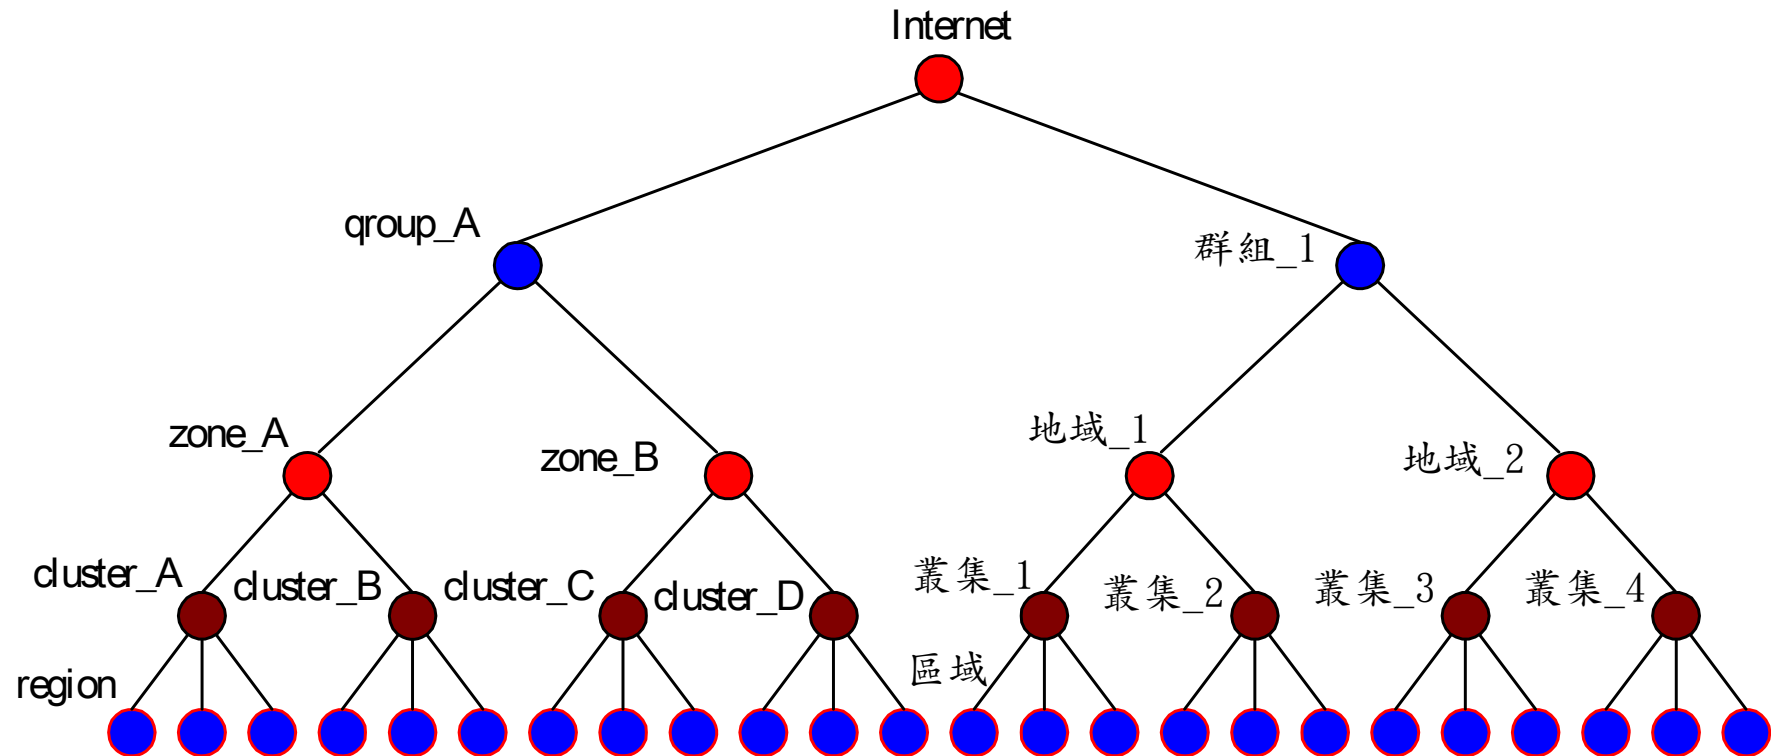 Internet
qroup_A
群組_1
zone_A
zone_B
地域_1
地域_2
cluster_A
cluster_B
cluster_C
cluster_D
叢集_1
叢集_2
叢集_3
叢集_4
region
區域